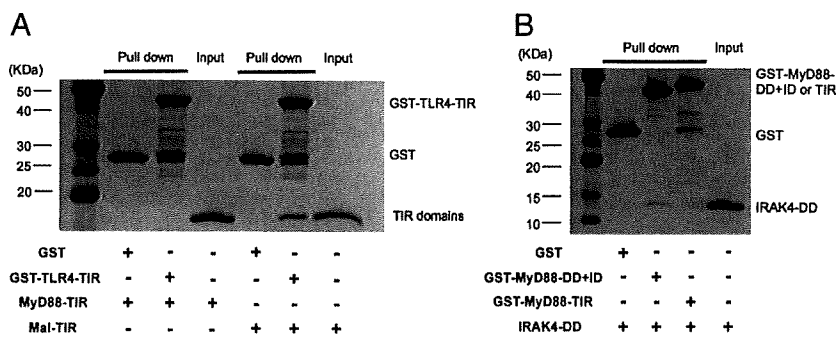 A
Pull down Input Pull down Input
(KDa)
50
40
30
25
20
GST-TLR4-TIR
GST
TIR domains
GST + - - + - -
GST-TLR4-TIR - + - - + -
MyD88-TIR + + + - - -
Mal-TIR - - - + + +
B
Pull down Input
(KDa)
50
40
30
25
20
15
10
GST-MyD88-
DD+ID or TIR
GST
IRAK4-DD
GST + - - -
GST-MyD88-DD+ID - + - -
GST-MyD88-TIR - - + -
IRAK4-DD + + + +